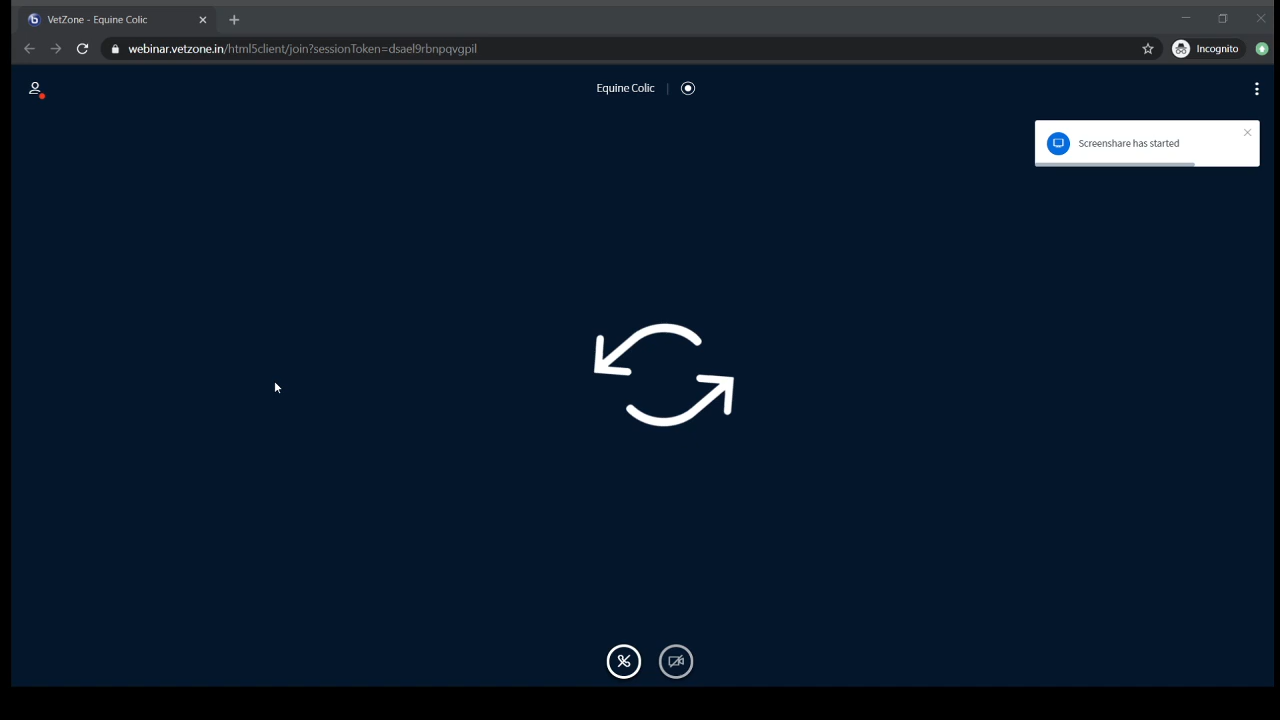 VetZone - Equine Colic
webinar.vetzone.in/html5client/join?sessionToken=dsael9rbnpqvgpil
Incognito
Equine Colic
Screenshare has started